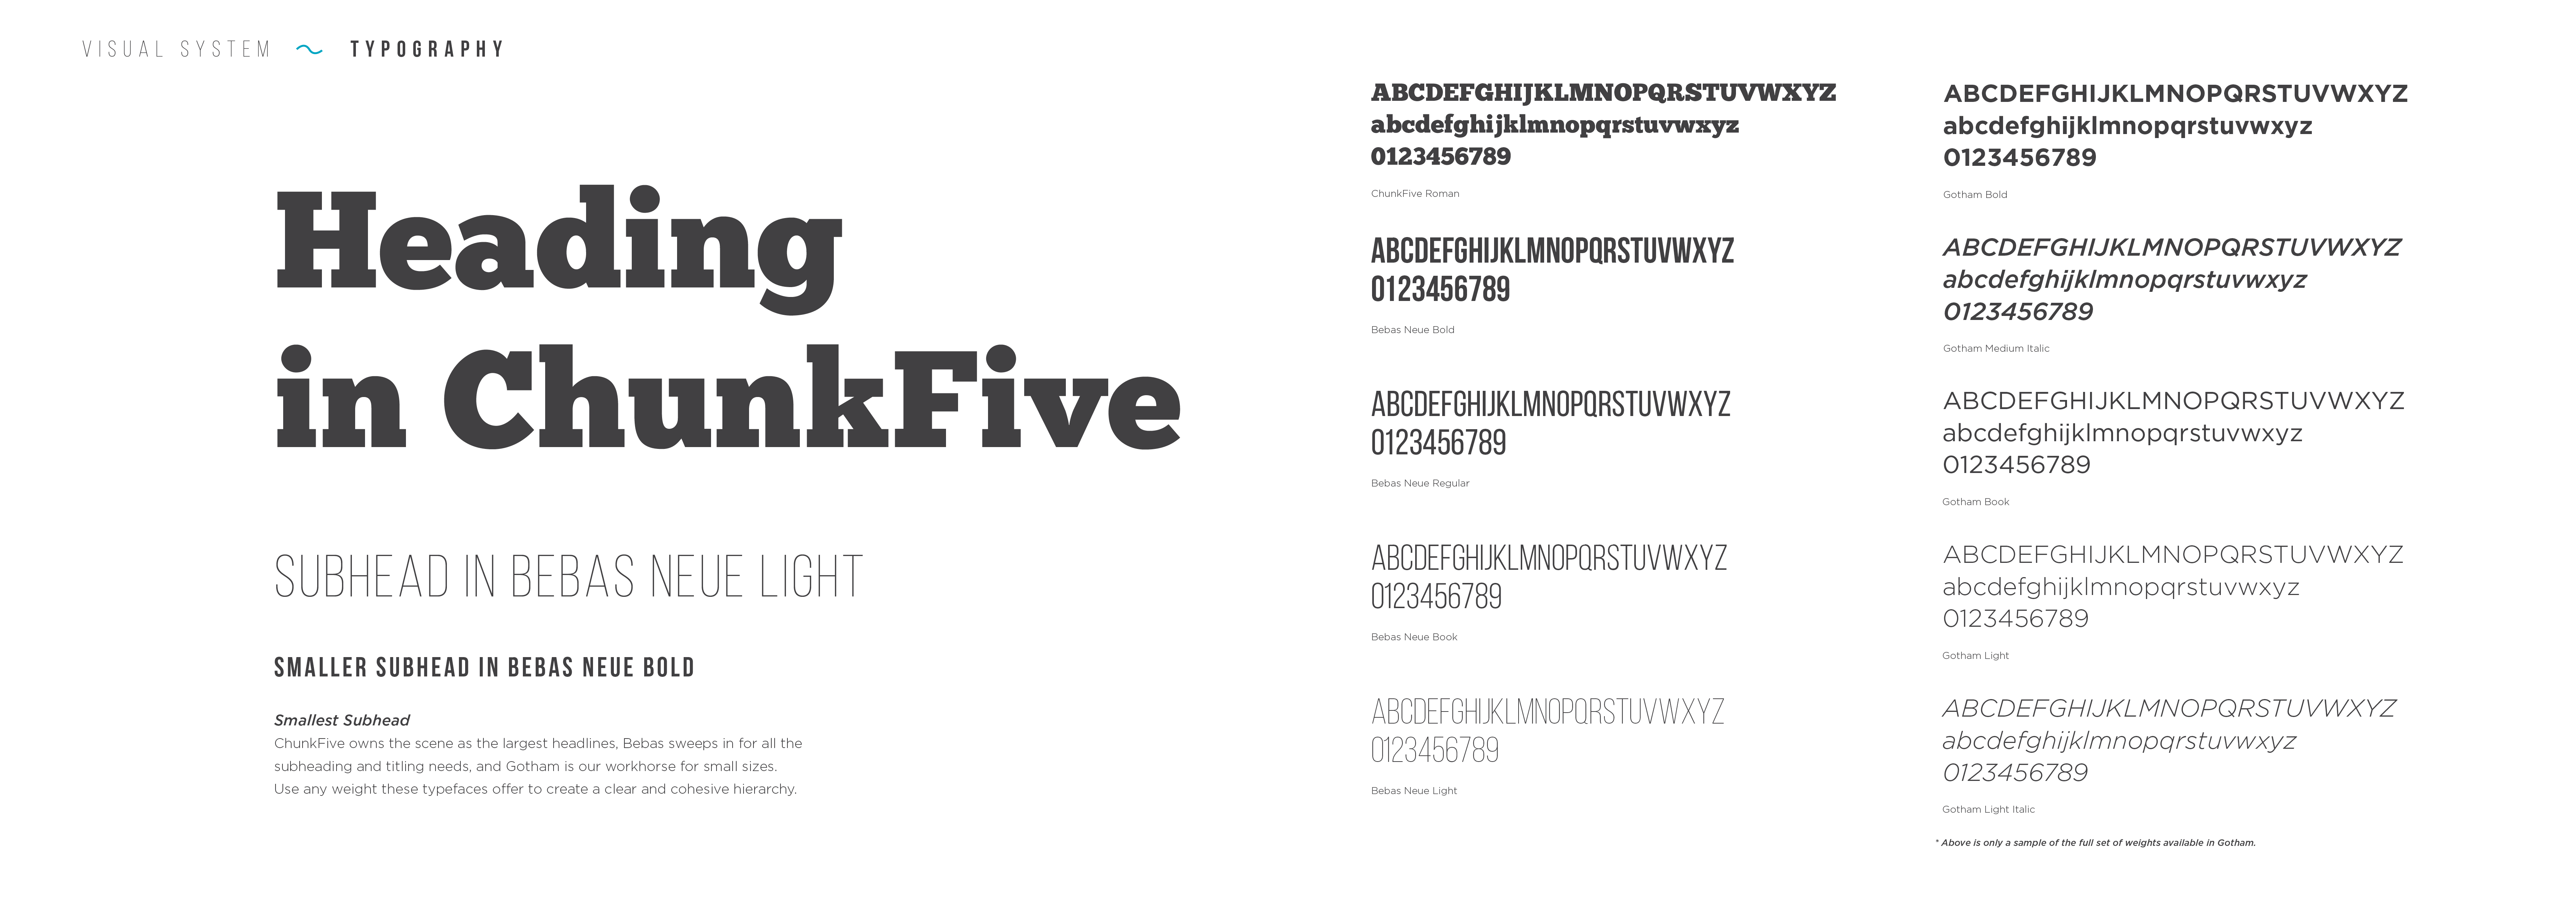 VISUAL SYSTEM ~ TYPOGRAPHY
Heading
in ChunkFive
SUBHEAD IN BEBAS NEUE LIGHT
SMALLER SUBHEAD IN BEBAS NEUE BOLD
Smallest Subhead
ChunkFive owns the scene as the largest headlines, Bebas sweeps in for all the
subheading and titling needs, and Gotham is our workhorse for small sizes.
Use any weight these typefaces offer to create a clear and cohesive hierarchy.
ABCDEFGHIJKLMNOPQRSTUVWXYZ
abcdefghijklmnopqrstuvwxyz
0123456789
ChunkFive Roman
ABCDEFGHIJKLMNOPQRSTUVWXYZ
0123456789
Bebas Neue Bold
ABCDEFGHIJKLMNOPQRSTUVWXYZ
0123456789
Bebas Neue Regular
ABCDEFGHIJKLMNOPQRSTUVWXYZ
0123456789
Bebas Neue Book
ABCDEFGHIJKLMNOPQRSTUVWXYZ
0123456789
Bebas Neue Light
ABCDEFGHIJKLMNOPQRSTUVWXYZ
abcdefghijklmnopqrstuvwxyz
0123456789
Gotham Bold
ABCDEFGHIJKLMNOPQRSTUVWXYZ
abcdefghijklmnopqrstuvwxyz
0123456789
Gotham Medium Italic
ABCDEFGHIJKLMNOPQRSTUVWXYZ
abcdefghijklmnopqrstuvwxyz
0123456789
Gotham Book
ABCDEFGHIJKLMNOPQRSTUVWXYZ
abcdefghijklmnopqrstuvwxyz
0123456789
Gotham Light
ABCDEFGHIJKLMNOPQRSTUVWXYZ
abcdefghijklmnopqrstuvwxyz
0123456789
Gotham Light Italic
* Above is only a sample of the full set of weights available in Gotham.